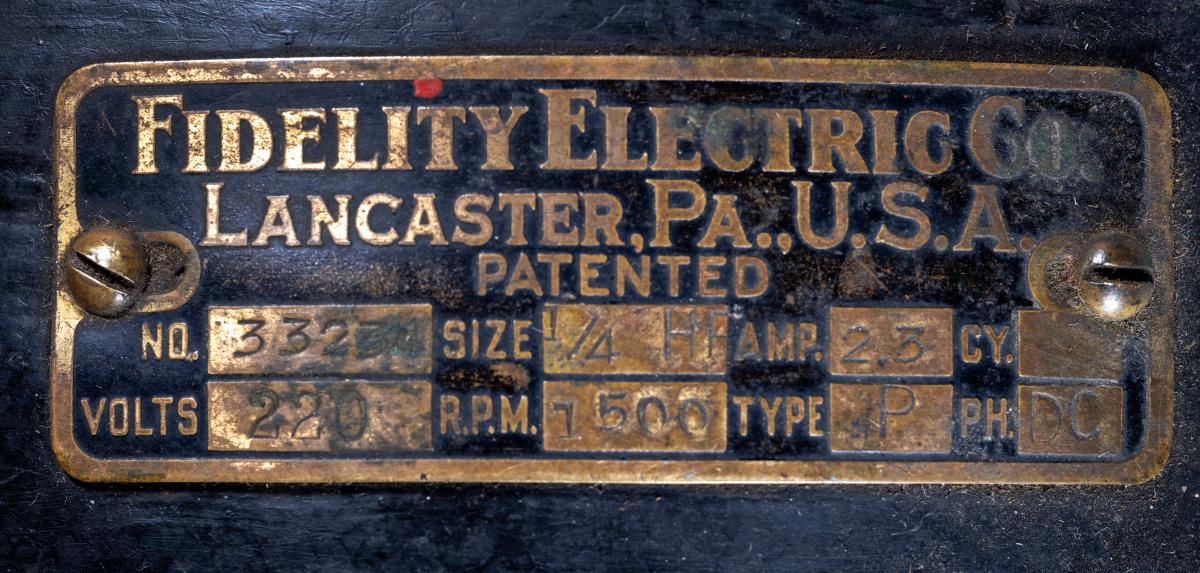 FIDELITY ELECTRIC CO.
LANCASTER, PA., U.S.A.
PATENTED
NO. SIZE 1/4 HP AMP. 2.3 CY.
VOLTS 220 R.P.M. 1500 TYPE P PH. DC